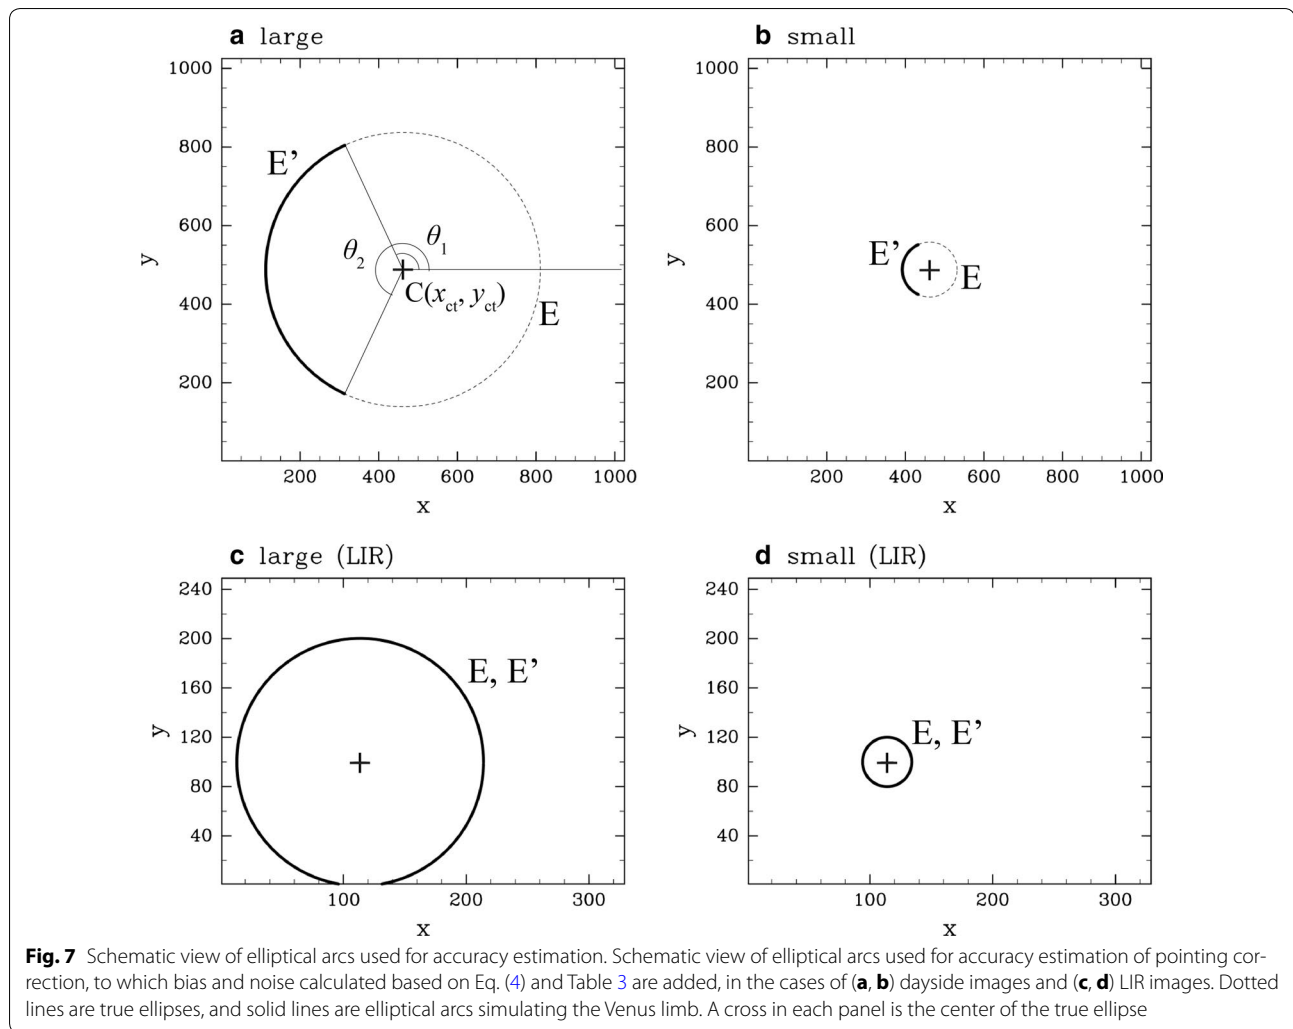 a large
1000
800
600
400
200
y
E’
θ2
θ1
C(xct, yct)
E
200 400 600 800 1000
x
b small
1000
800
600
400
200
y
E’
E
200 400 600 800 1000
x
c large (LIR)
240
200
160
120
80
40
y
E, E’
100 200 300
x
d small (LIR)
240
200
160
120
80
40
y
E, E’
100 200 300
x
Fig. 7 Schematic view of elliptical arcs used for accuracy estimation. Schematic view of elliptical arcs used for accuracy estimation of pointing cor-
rection, to which bias and noise calculated based on Eq. (4) and Table 3 are added, in the cases of (a, b) dayside images and (c, d) LIR images. Dotted
lines are true ellipses, and solid lines are elliptical arcs simulating the Venus limb. A cross in each panel is the center of the true ellipse